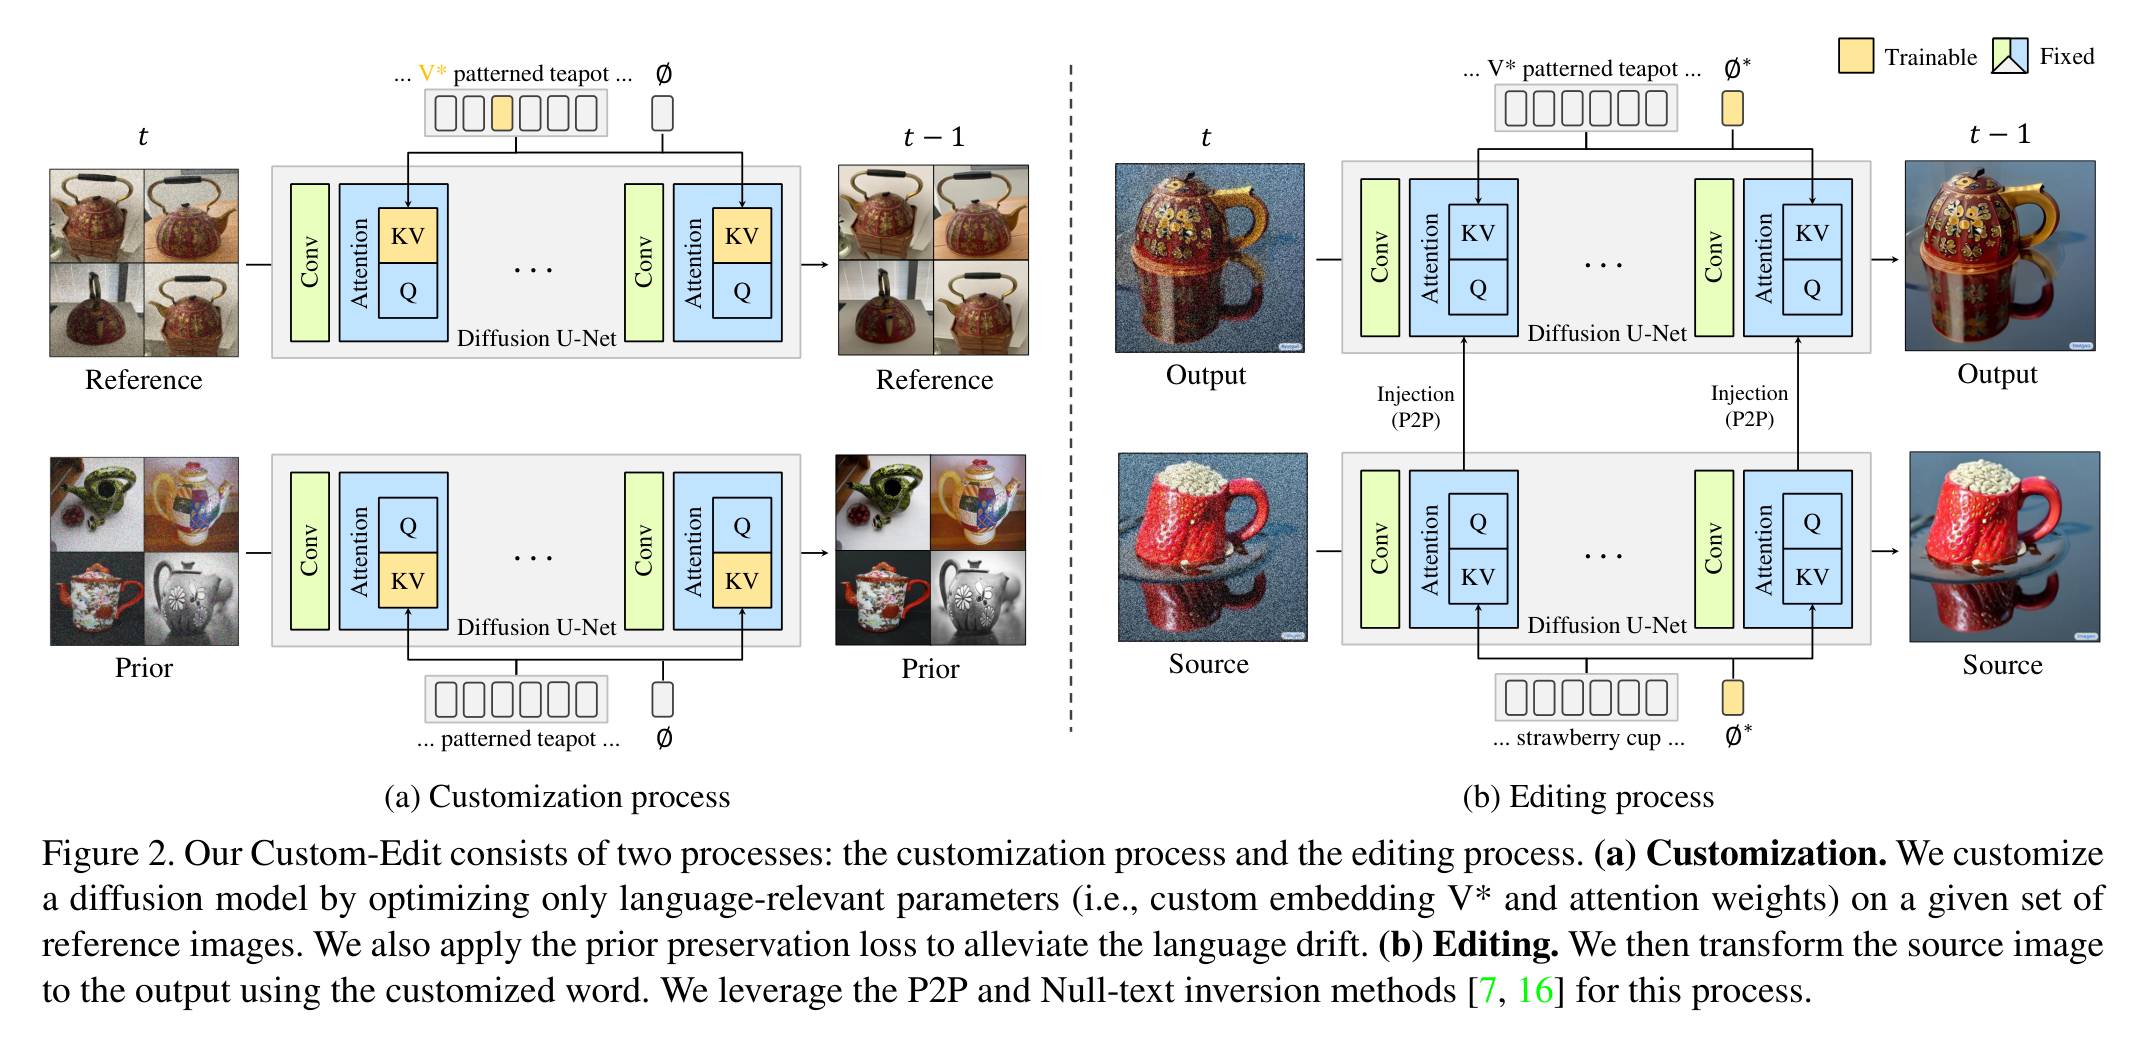 ... V* patterned teapot ... ∅
t
t − 1
Conv
Attention
KV
Q
...
Conv
Attention
KV
Q
Diffusion U-Net
Reference
Reference
Conv
Attention
Q
KV
...
Conv
Attention
Q
KV
Diffusion U-Net
Prior
Prior
... patterned teapot ... ∅
(a) Customization process
Trainable
Fixed
... V* patterned teapot ... ∅*
t
t − 1
Conv
Attention
KV
Q
...
Conv
Attention
KV
Q
Diffusion U-Net
Output
Output
Injection
(P2P)
Injection
(P2P)
Conv
Attention
Q
KV
...
Conv
Attention
Q
KV
Diffusion U-Net
Source
Source
... strawberry cup ... ∅*
(b) Editing process
Figure 2. Our Custom-Edit consists of two processes: the customization process and the editing process. (a) Customization. We customize
a diffusion model by optimizing only language-relevant parameters (i.e., custom embedding V* and attention weights) on a given set of
reference images. We also apply the prior preservation loss to alleviate the language drift. (b) Editing. We then transform the source image
to the output using the customized word. We leverage the P2P and Null-text inversion methods [7, 16] for this process.